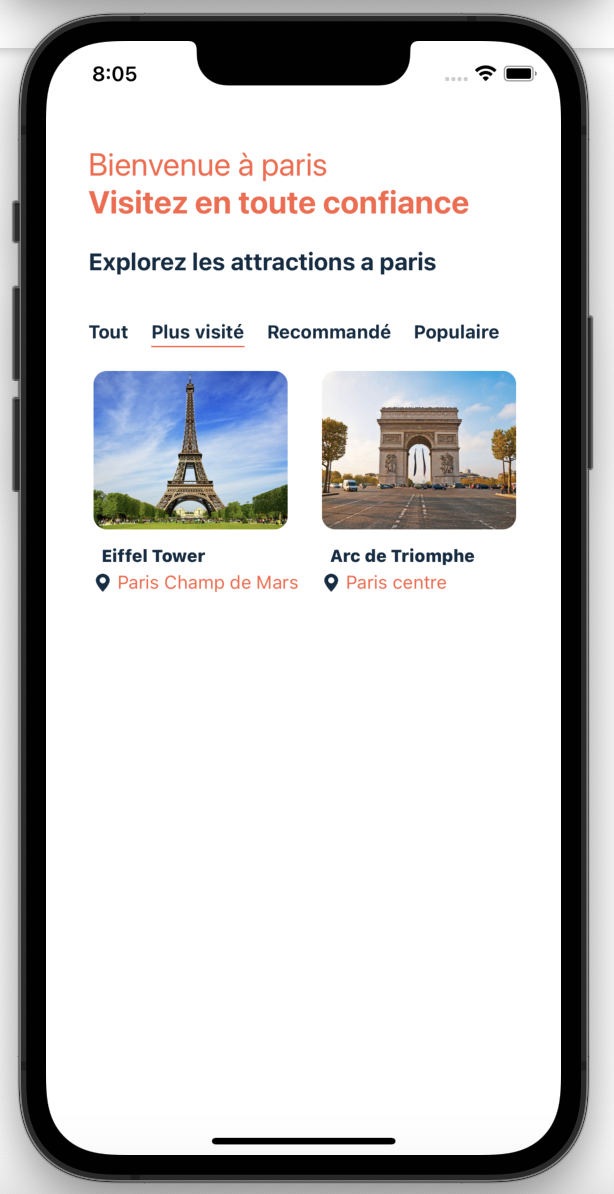 8:05
Bienvenue à paris
Visitez en toute confiance
Explorez les attractions a paris
Tout Plus visité Recommandé Populaire
Eiffel Tower Arc de Triomphe
Paris Champ de Mars Paris centre